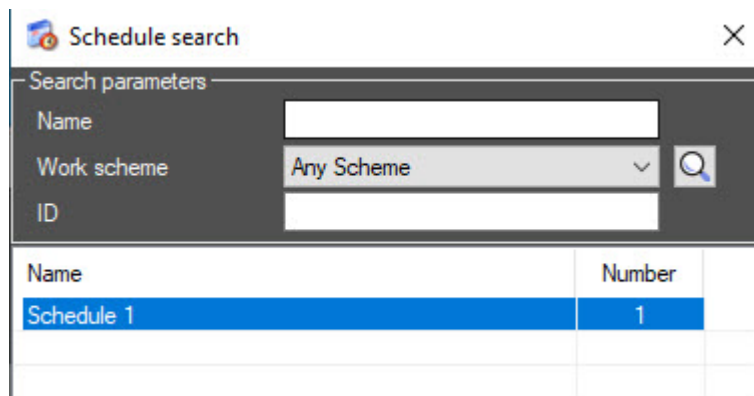 Schedule search
Search parameters
Name
Work scheme Any Scheme
ID
Name Number
Schedule 1 1